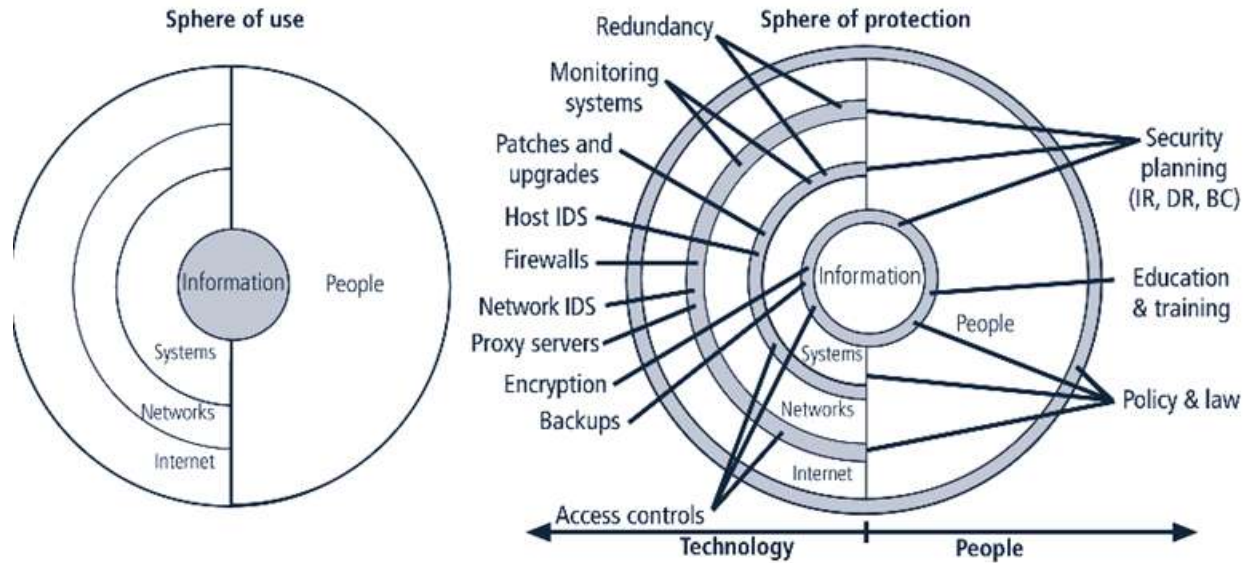 Sphere of use
Information
People
Systems
Networks
Internet
Sphere of protection
Redundancy
Monitoring
systems
Patches and
upgrades
Host IDS
Firewalls
Network IDS
Proxy servers
Encryption
Backups
Access controls
Information
People
Systems
Networks
Internet
Security
planning
(IR, DR, BC)
Education
& training
Policy & law
Technology
People